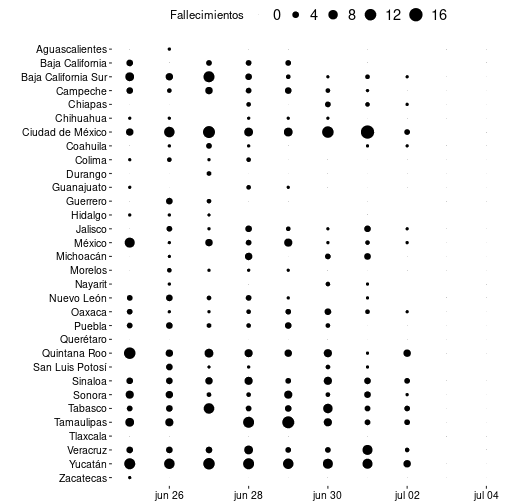 Fallecimientos 0 4 8 12 16
Aguascalientes
Baja California
Baja California Sur
Campeche
Chiapas
Chihuahua
Ciudad de México
Coahuila
Colima
Durango
Guanajuato
Guerrero
Hidalgo
Jalisco
México
Michoacán
Morelos
Nayarit
Nuevo León
Oaxaca
Puebla
Querétaro
Quintana Roo
San Luis Potosí
Sinaloa
Sonora
Tabasco
Tamaulipas
Tlaxcala
Veracruz
Yucatán
Zacatecas
jun 26 jun 28 jun 30 jul 02 jul 04